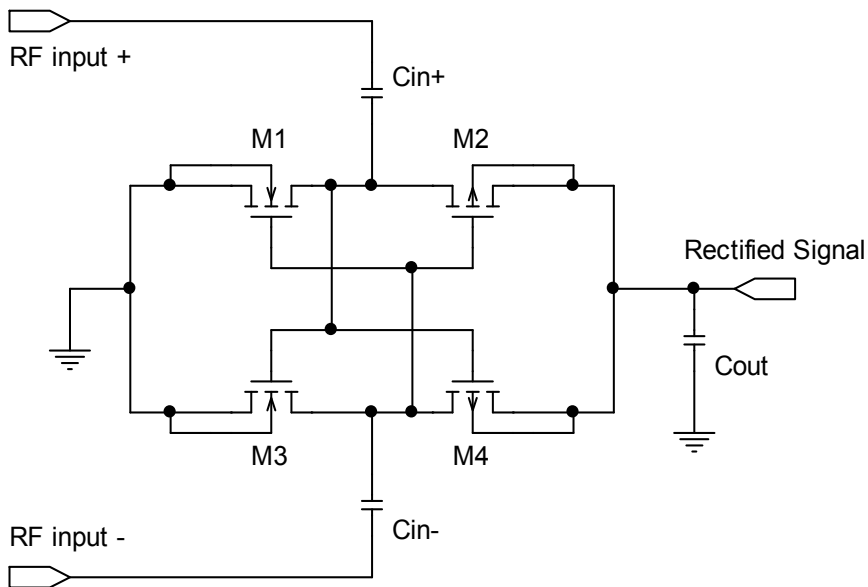 RF input +
Cin+
M1
M2
Rectified Signal
Cout
M3
M4
RF input -
Cin-